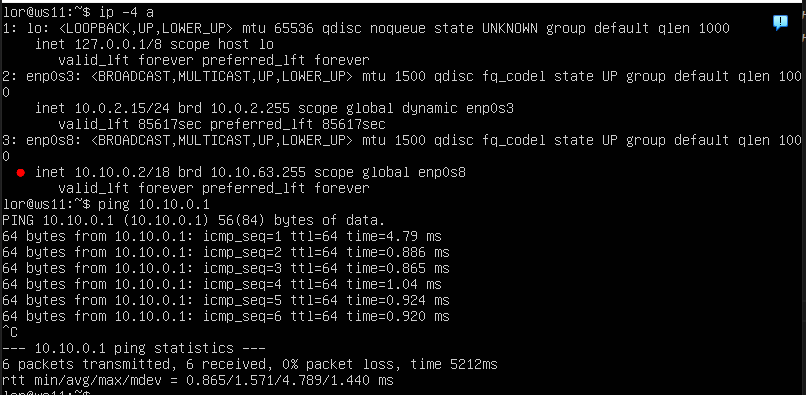 lor@ws11:~$ ip -4 a
1: lo: <LOOPBACK,UP,LOWER_UP> mtu 65536 qdisc noqueue state UNKNOWN group default qlen 1000
    inet 127.0.0.1/8 scope host lo
       valid_lft forever preferred_lft forever
2: enp0s3: <BROADCAST,MULTICAST,UP,LOWER_UP> mtu 1500 qdisc fq_codel state UP group default qlen 100
0
    inet 10.0.2.15/24 brd 10.0.2.255 scope global dynamic enp0s3
       valid_lft 85617sec preferred_lft 85617sec
3: enp0s8: <BROADCAST,MULTICAST,UP,LOWER_UP> mtu 1500 qdisc fq_codel state UP group default qlen 100
0
    inet 10.10.0.2/18 brd 10.10.63.255 scope global enp0s8
       valid_lft forever preferred_lft forever
lor@ws11:~$ ping 10.10.0.1
PING 10.10.0.1 (10.10.0.1) 56(84) bytes of data.
64 bytes from 10.10.0.1: icmp_seq=1 ttl=64 time=4.79 ms
64 bytes from 10.10.0.1: icmp_seq=2 ttl=64 time=0.886 ms
64 bytes from 10.10.0.1: icmp_seq=3 ttl=64 time=0.865 ms
64 bytes from 10.10.0.1: icmp_seq=4 ttl=64 time=1.04 ms
64 bytes from 10.10.0.1: icmp_seq=5 ttl=64 time=0.924 ms
64 bytes from 10.10.0.1: icmp_seq=6 ttl=64 time=0.920 ms
^C
--- 10.10.0.1 ping statistics ---
6 packets transmitted, 6 received, 0% packet loss, time 5212ms
rtt min/avg/max/mdev = 0.865/1.571/4.789/1.440 ms
lor@ws11:~$